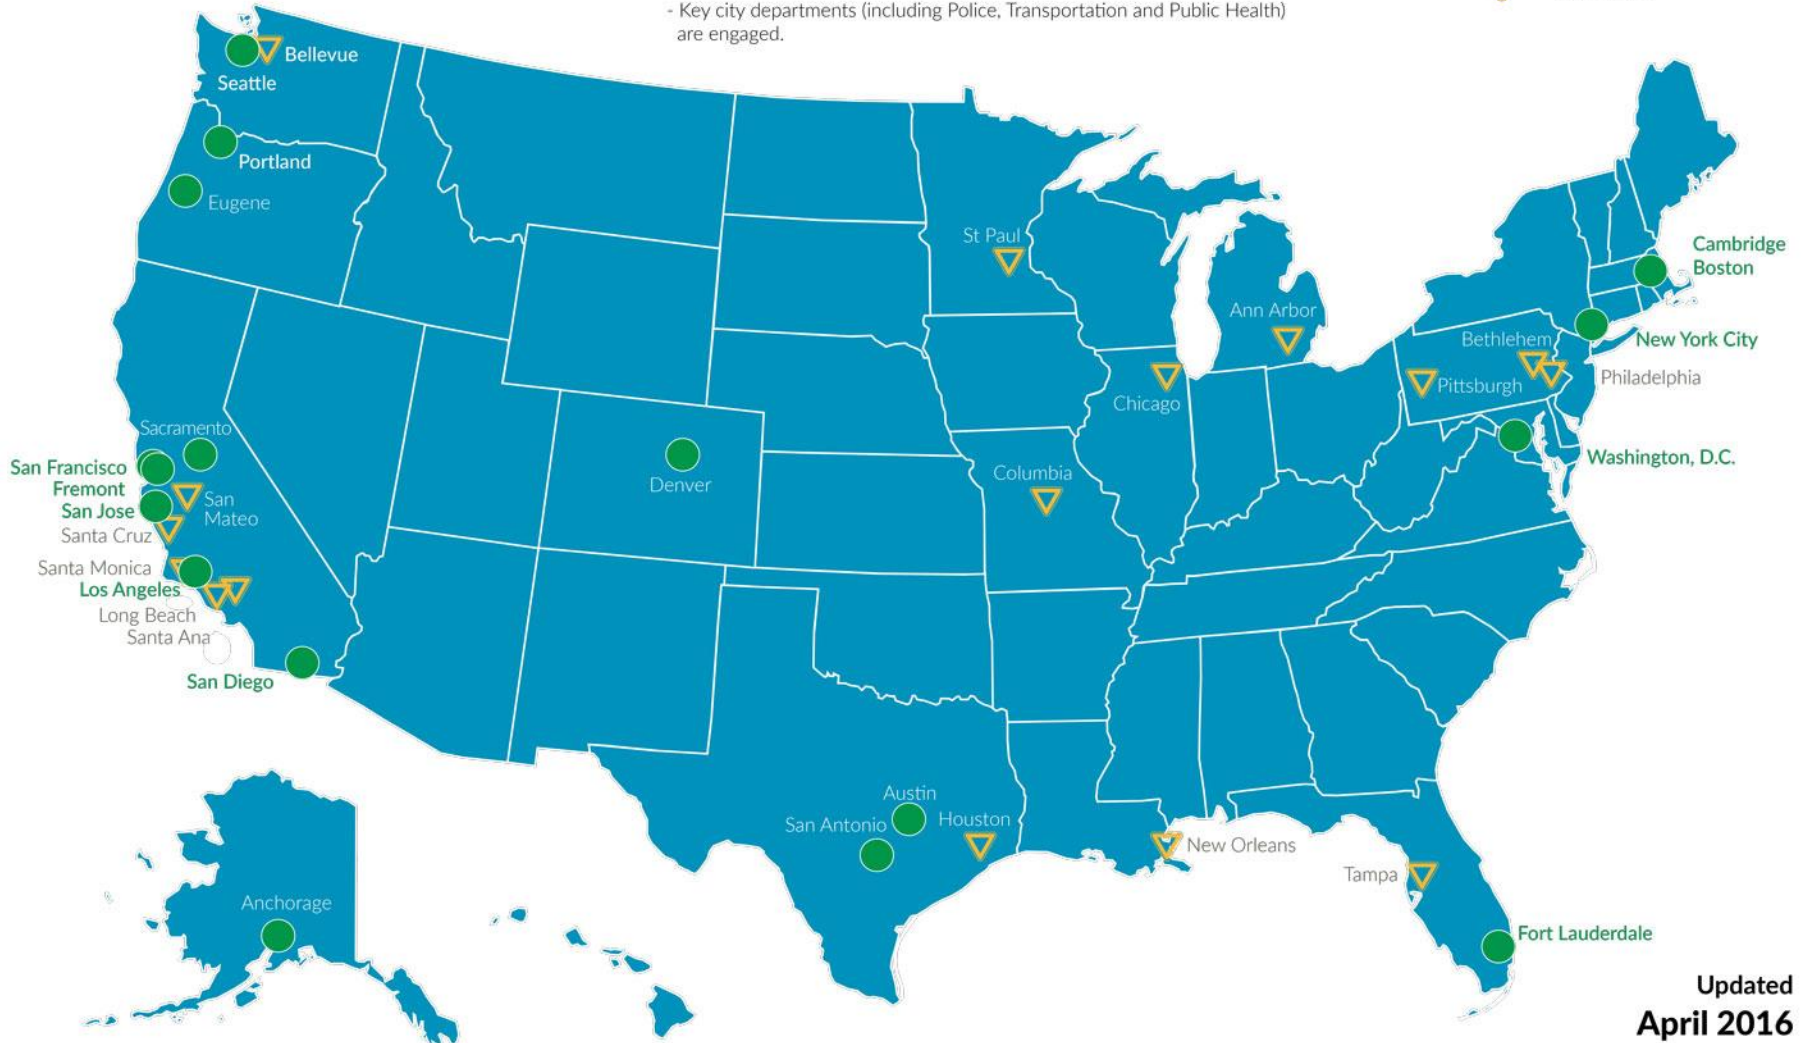 - Key city departments (including Police, Transportation and Public Health)
are engaged.
Bellevue
Seattle
Portland
Eugene
St Paul
Cambridge
Boston
Ann Arbor
Bethlehem
New York City
Pittsburgh
Philadelphia
Chicago
Sacramento
San Francisco
Fremont
San Jose
San
Mateo
Santa Cruz
Denver
Columbia
Washington, D.C.
Santa Monica
Los Angeles
Long Beach
Santa Ana
San Diego
Austin
San Antonio
Houston
New Orleans
Tampa
Anchorage
Fort Lauderdale
Updated
April 2016